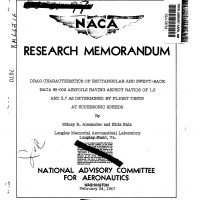 NACA
RESEARCH MEMORANDUM
DRAG CHARACTERISTICS OF RECTANGULAR AND SWEPT-BACK
NACA 65-009 AIRFOILS HAVING ASPECT RATIOS OF 1.5
AND 2.7 AS DETERMINED BY FLIGHT TESTS
AT SUPERSONIC SPEEDS
By
Sidney R. Alexander and Ellis Katz
Langley Memorial Aeronautical Laboratory
Langley Field, Va.
NATIONAL ADVISORY COMMITTEE
FOR AERONAUTICS
WASHINGTON
February 26, 1947